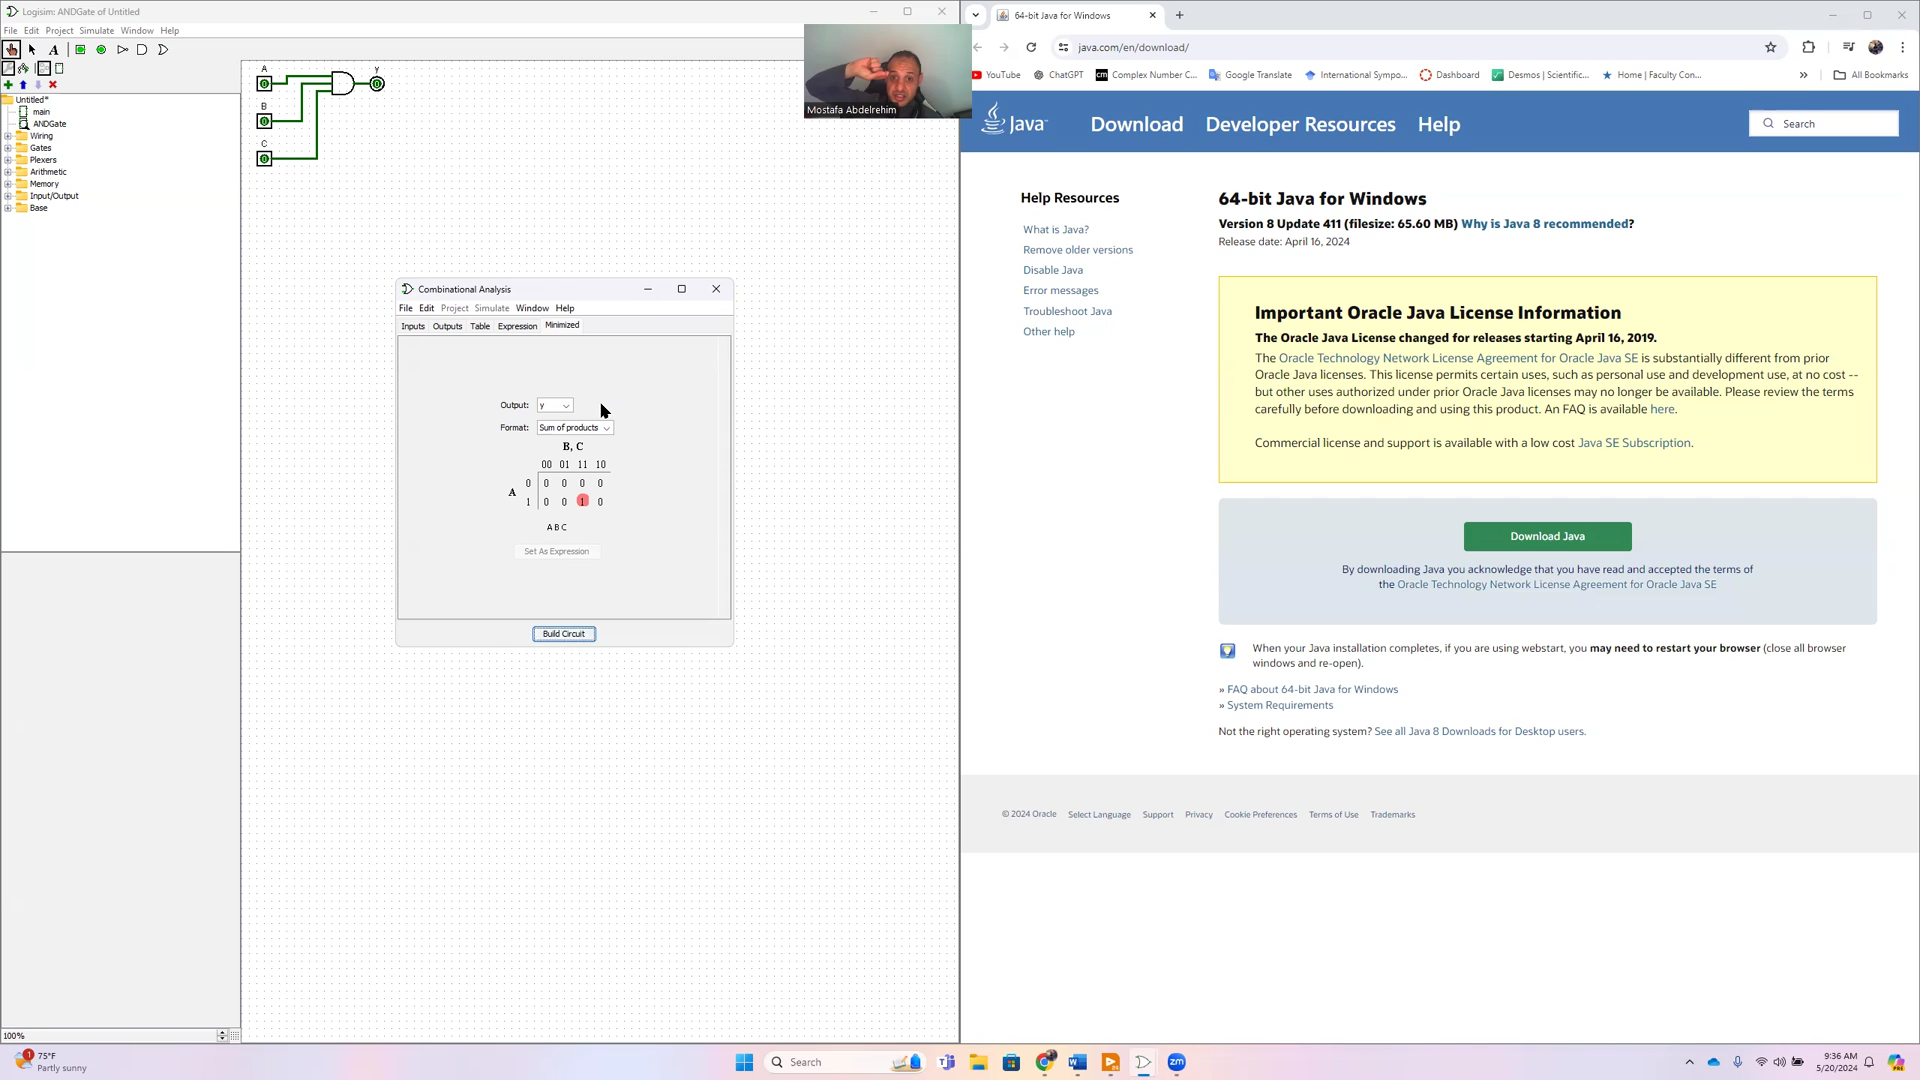 Logisim: ANDGate of Untitled
File Edit Project Simulate Window Help
A
Untitled*
main
ANDGate
Wiring
Gates
Plexers
Arithmetic
Memory
Input/Output
Base
100%
A
y
B
C
0
0
0
0
Mostafa Abdelrehim
Combinational Analysis
File Edit Project Simulate Window Help
Inputs Outputs Table Expression Minimized
Output: y
Format: Sum of products
B, C
00 01 11 10
0 0 0 0 0
A
1 0 0 1 0
A B C
Set As Expression
Build Circuit
64-bit Java for Windows
java.com/en/download/
YouTube ChatGPT Complex Number C... Google Translate International Sympo... Dashboard Desmos | Scientific... Home | Faculty Con... » All Bookmarks
Java Download Developer Resources Help Search
Help Resources
What is Java?
Remove older versions
Disable Java
Error messages
Troubleshoot Java
Other help
64-bit Java for Windows
Version 8 Update 411 (filesize: 65.60 MB) Why is Java 8 recommended?
Release date: April 16, 2024
Important Oracle Java License Information
The Oracle Java License changed for releases starting April 16, 2019.
The Oracle Technology Network License Agreement for Oracle Java SE is substantially different from prior
Oracle Java licenses. This license permits certain uses, such as personal use and development use, at no cost --
but other uses authorized under prior Oracle Java licenses may no longer be available. Please review the terms
carefully before downloading and using this product. An FAQ is available here.
Commercial license and support is available with a low cost Java SE Subscription.
Download Java
By downloading Java you acknowledge that you have read and accepted the terms of
the Oracle Technology Network License Agreement for Oracle Java SE
When your Java installation completes, if you are using webstart, you may need to restart your browser (close all browser
windows and re-open).
» FAQ about 64-bit Java for Windows
» System Requirements
Not the right operating system? See all Java 8 Downloads for Desktop users.
© 2024 Oracle Select Language Support Privacy Cookie Preferences Terms of Use Trademarks
1
75°F
Partly sunny
Search
zm
9:36 AM
5/20/2024
PRE